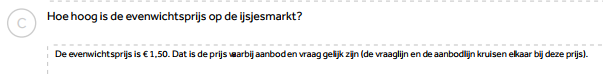 C Hoe hoog is de evenwichtsprijs op de ijsjesmarkt?
De evenwichtsprijs is € 1,50. Dat is de prijs waarbij aanbod en vraag gelijk zijn (de vraaglijn en de aanbodlijn kruisen elkaar bij deze prijs).